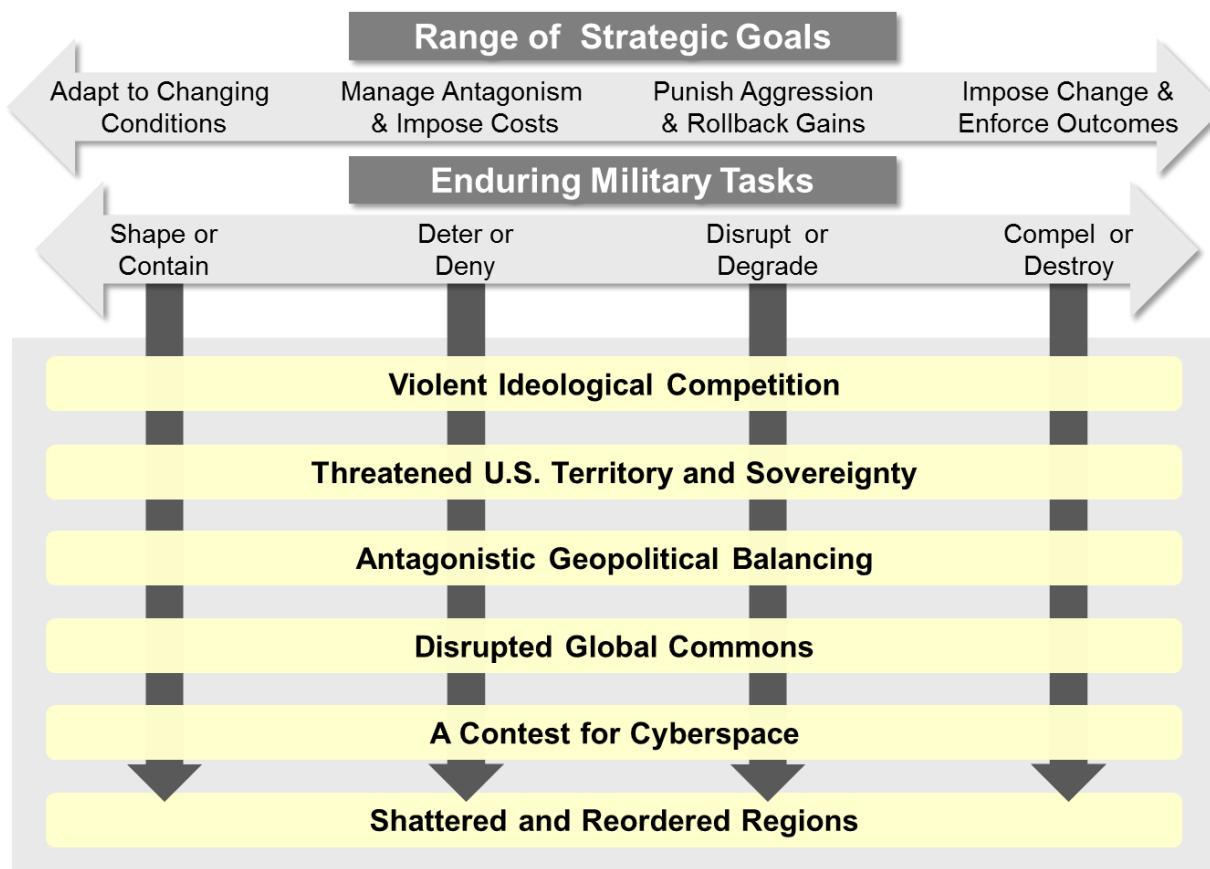 Range of Strategic Goals
Adapt to Changing
Conditions
Manage Antagonism
& Impose Costs
Punish Aggression
& Rollback Gains
Impose Change &
Enforce Outcomes
Enduring Military Tasks
Shape or
Contain
Deter or
Deny
Disrupt or
Degrade
Compel or
Destroy
Violent Ideological Competition
Threatened U.S. Territory and Sovereignty
Antagonistic Geopolitical Balancing
Disrupted Global Commons
A Contest for Cyberspace
Shattered and Reordered Regions